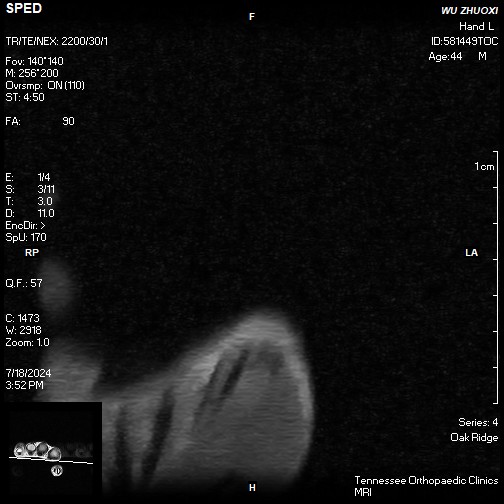 SPED
F
WU ZHUOXI
Hand L
TR/TE/NEX: 2200/30/1
ID:581449TOC
Age:44 M
Fov: 140*140
M: 256*200
Ovrsmp: ON (110)
ST: 4:50
FA: 90
1cm
E: 1/4
S: 3/11
T: 3.0
D: 11.0
EncDir: >
SpU: 170
RP
LA
Q.F.: 57
C: 1473
W: 2918
Zoom: 1.0
7/18/2024
3:52 PM
Series: 4
Oak Ridge
H
Tennessee Orthopaedic Clinics
MRI